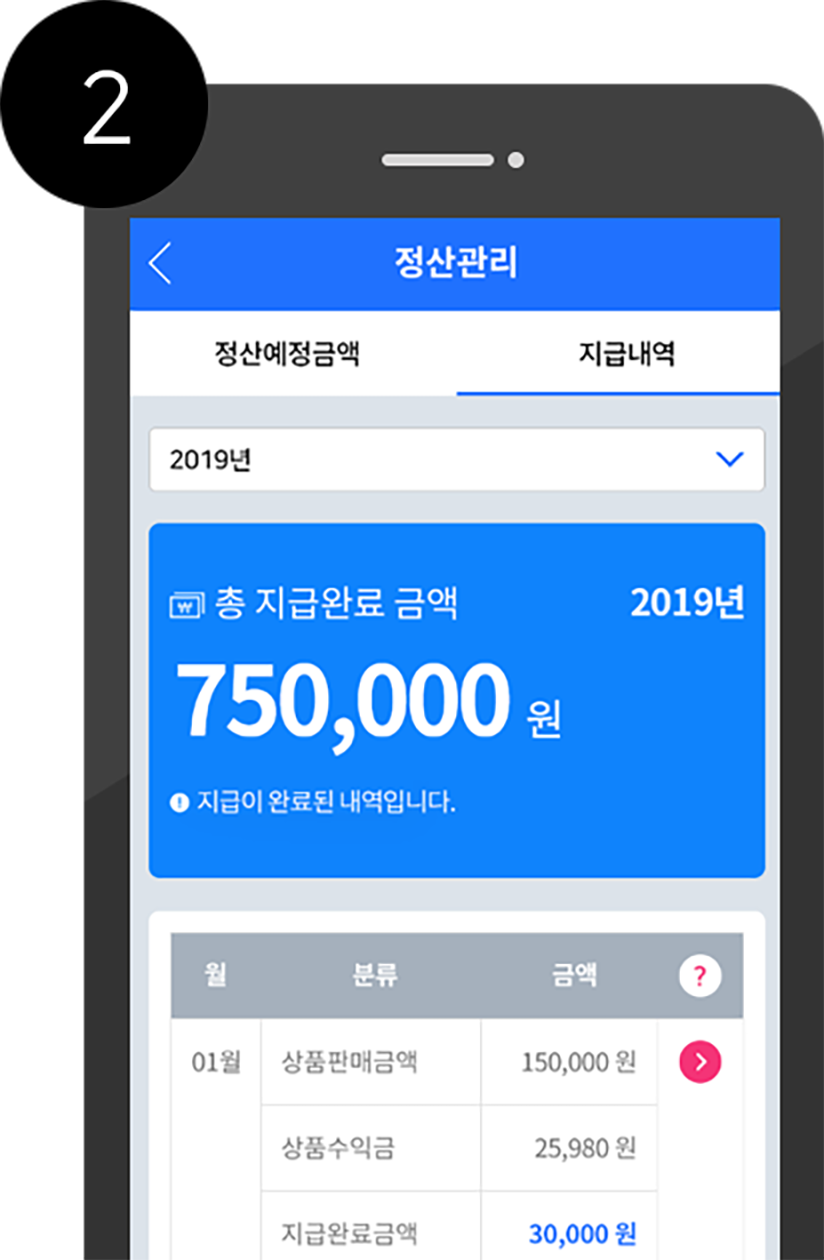 2
정산관리
정산예정금액 지급내역
2019년
총 지급완료 금액 2019년
750,000 원
! 지급이 완료된 내역입니다.
월 분류 금액 ?
01월 상품판매금액 150,000 원
상품수익금 25,980 원
지급완료금액 30,000 원